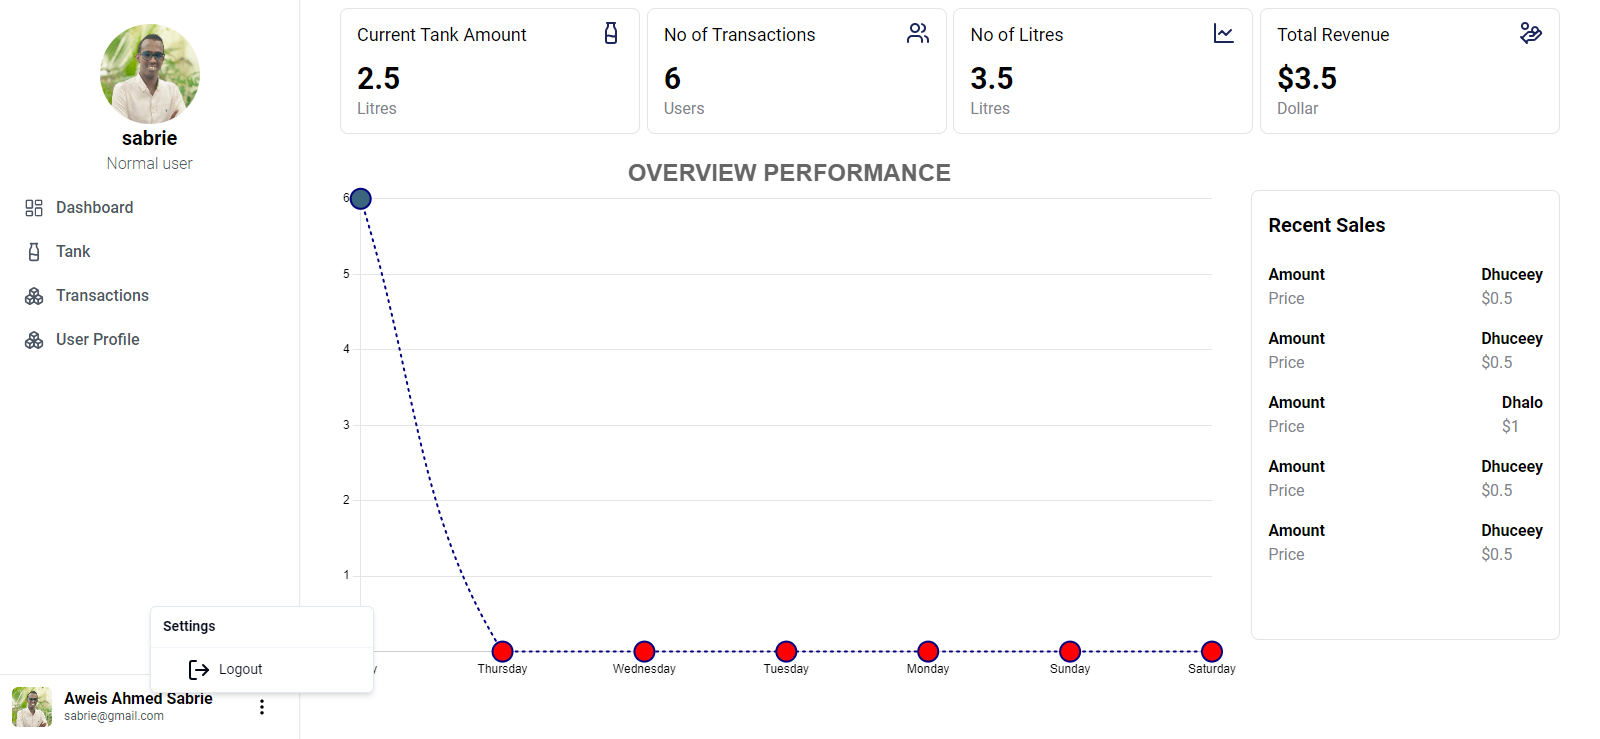 sabrie
Normal user
Dashboard
Tank
Transactions
User Profile
Settings
Logout
Aweis Ahmed Sabrie
sabrie@gmail.com
Current Tank Amount
2.5
Litres
No of Transactions
6
Users
No of Litres
3.5
Litres
Total Revenue
$3.5
Dollar
OVERVIEW PERFORMANCE
6
5
4
3
2
1
Thursday Wednesday Tuesday Monday Sunday Saturday
Recent Sales
Amount Dhuceey
Price $0.5
Amount Dhuceey
Price $0.5
Amount Dhalo
Price $1
Amount Dhuceey
Price $0.5
Amount Dhuceey
Price $0.5